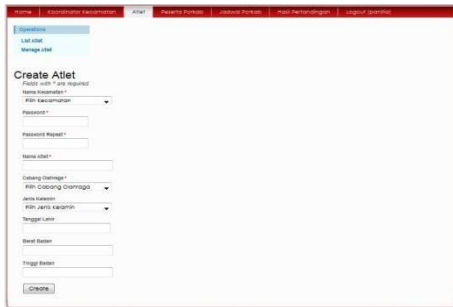 Home Koordinator Kecamatan Atlet Peserta Porkab Jadwal Porkab Hasil Pertandingan Logout (panitia)
Operations
List Atlet
Manage Atlet
Create Atlet
Fields with * are required.
Nama Kecamatan *
Pilih Kecamatan
Password *
Password Repeat *
Nama Atlet *
Cabang Olahraga *
Pilih Cabang Olahraga
Jenis Kelamin
Pilih Jenis Kelamin
Tanggal Lahir
Berat Badan
Tinggi Badan
Create